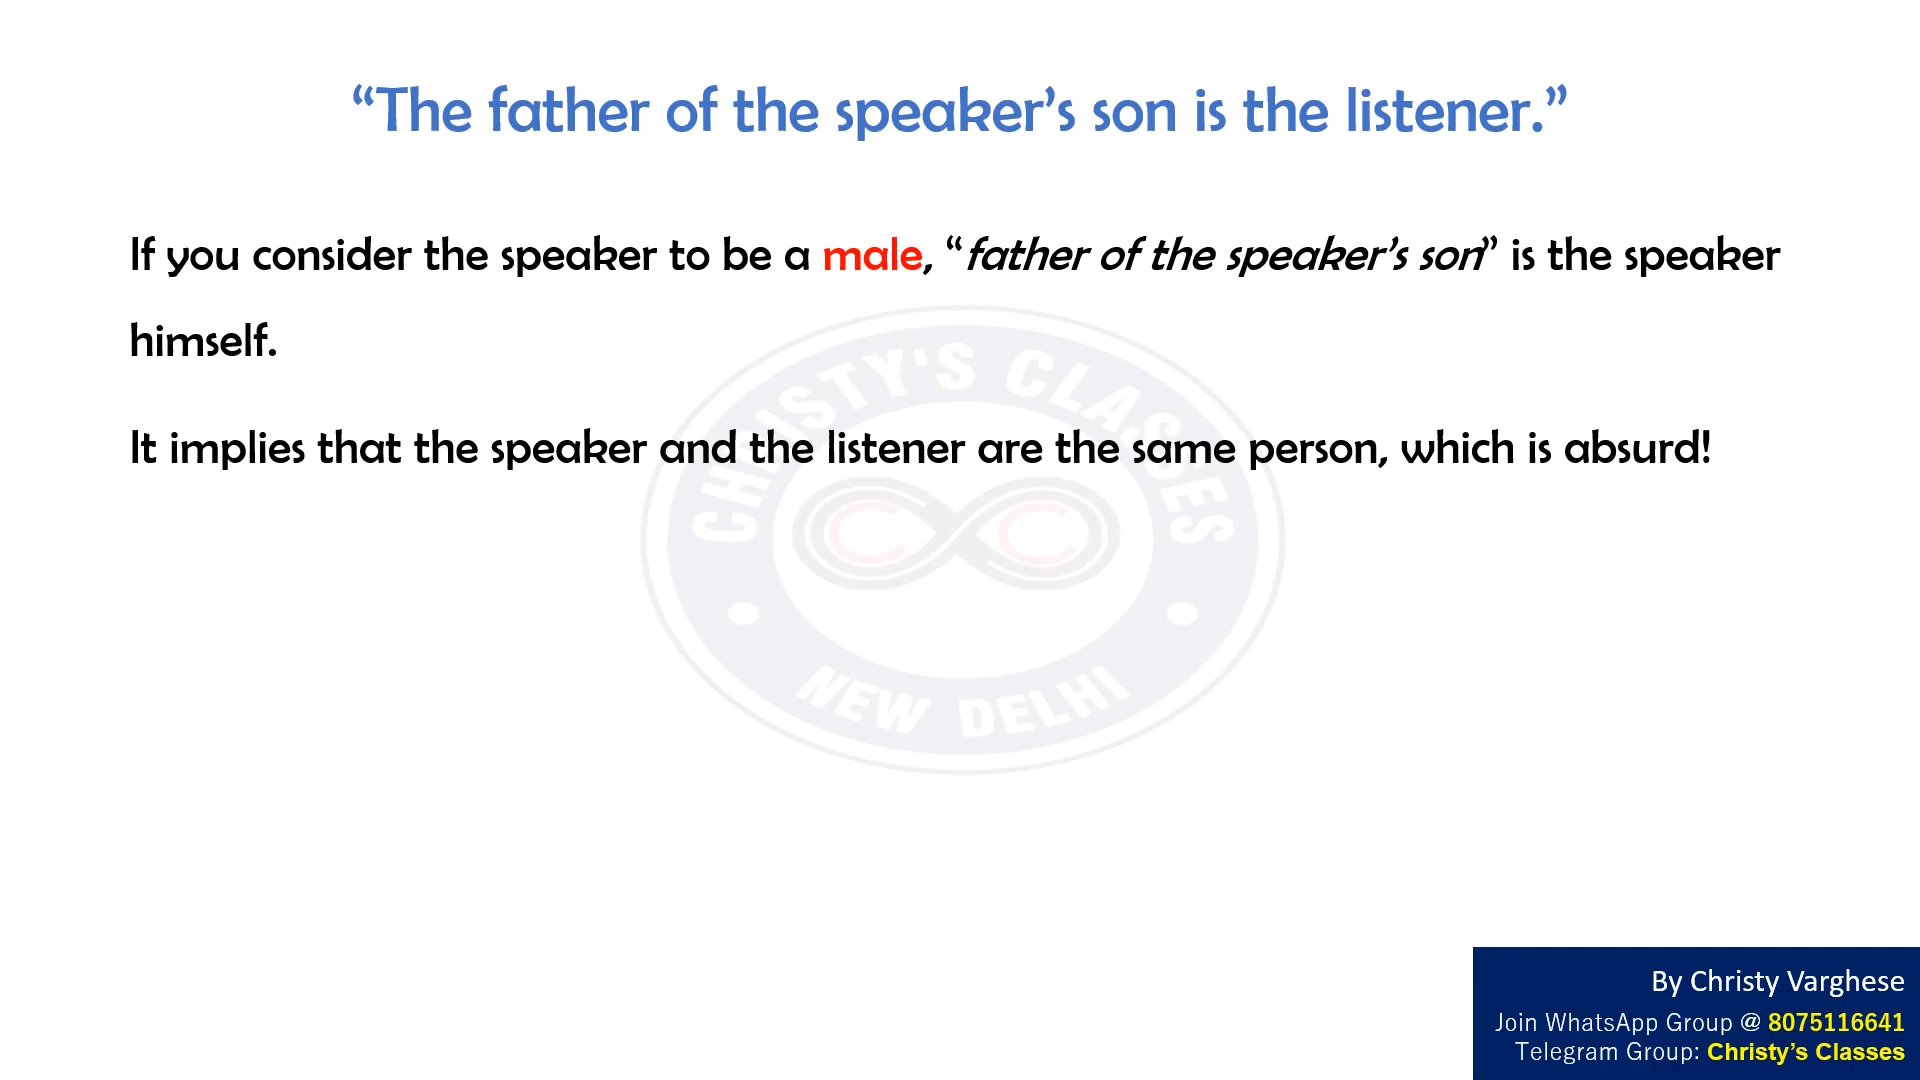 “The father of the speaker’s son is the listener.”
If you consider the speaker to be a male, “father of the speaker’s son” is the speaker
himself.
It implies that the speaker and the listener are the same person, which is absurd!
CHRISTY'S CLASSES
CC
NEW DELHI
By Christy Varghese
Join WhatsApp Group @ 8075116641
Telegram Group: Christy’s Classes